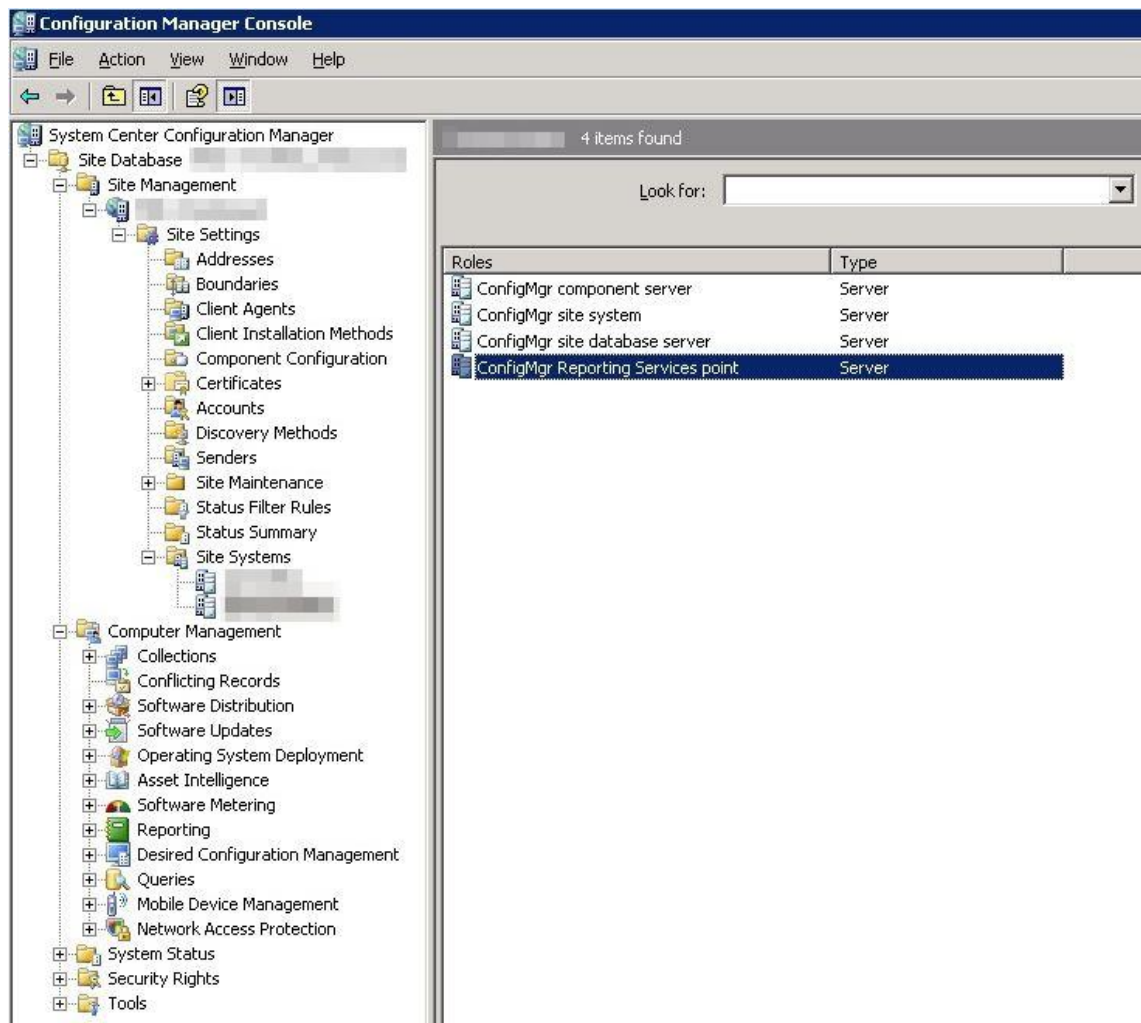 Configuration Manager Console
File Action View Window Help
System Center Configuration Manager
Site Database
Site Management
Site Settings
Addresses
Boundaries
Client Agents
Client Installation Methods
Component Configuration
Certificates
Accounts
Discovery Methods
Senders
Site Maintenance
Status Filter Rules
Status Summary
Site Systems
Computer Management
Collections
Conflicting Records
Software Distribution
Software Updates
Operating System Deployment
Asset Intelligence
Software Metering
Reporting
Desired Configuration Management
Queries
Mobile Device Management
Network Access Protection
System Status
Security Rights
Tools
4 items found
Look for:
Roles Type
ConfigMgr component server Server
ConfigMgr site system Server
ConfigMgr site database server Server
ConfigMgr Reporting Services point Server